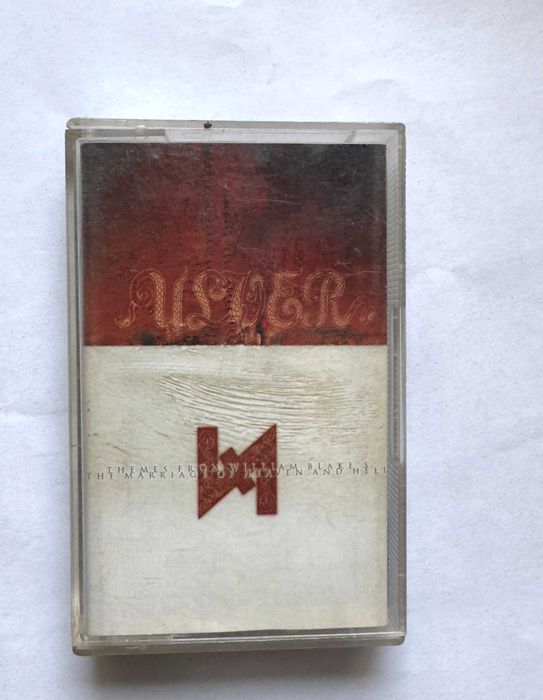 ULVER
THEMES FROM WILLIAM BLAKE'S
THE MARRIAGE OF HEAVEN AND HELL